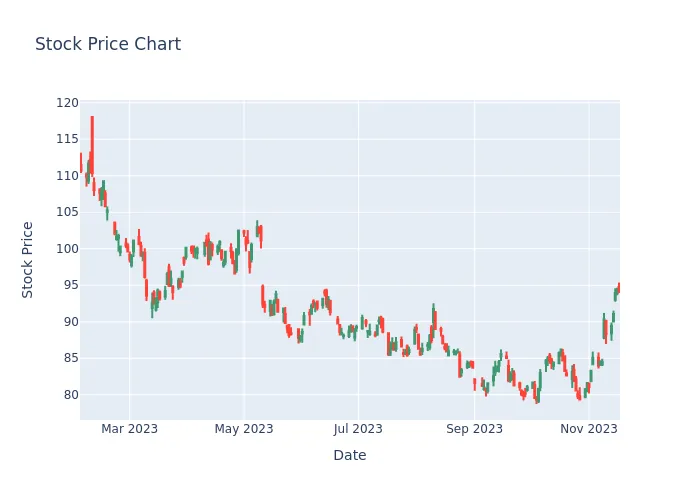 Stock Price Chart
120
115
110
105
100
95
90
85
80
Stock Price
Mar 2023
May 2023
Jul 2023
Sep 2023
Nov 2023
Date